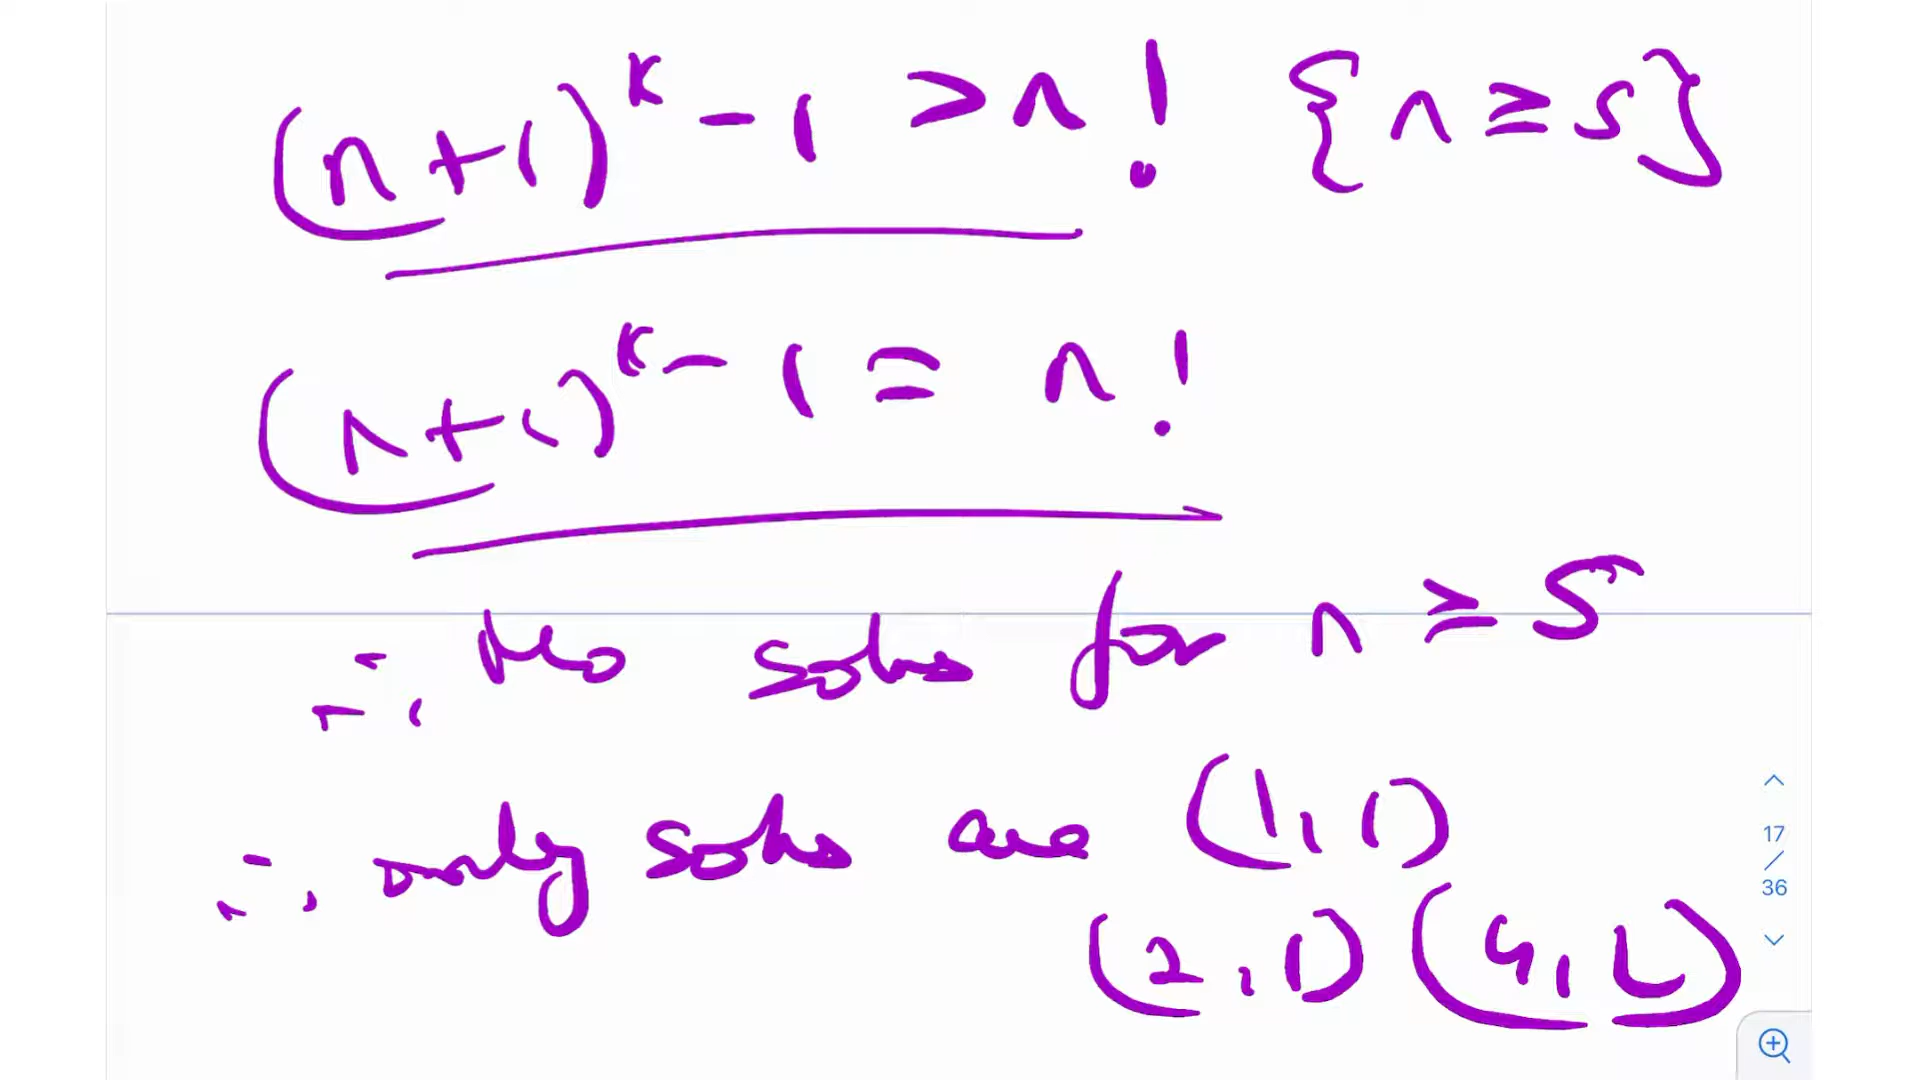 (n+1)^k - 1 > n! {n ≥ 5}
(n+1)^k - 1 = n!
∴ No solns for n ≥ 5
∴ only solns are (1,1)
(2,1) (4,2)
17
/
36